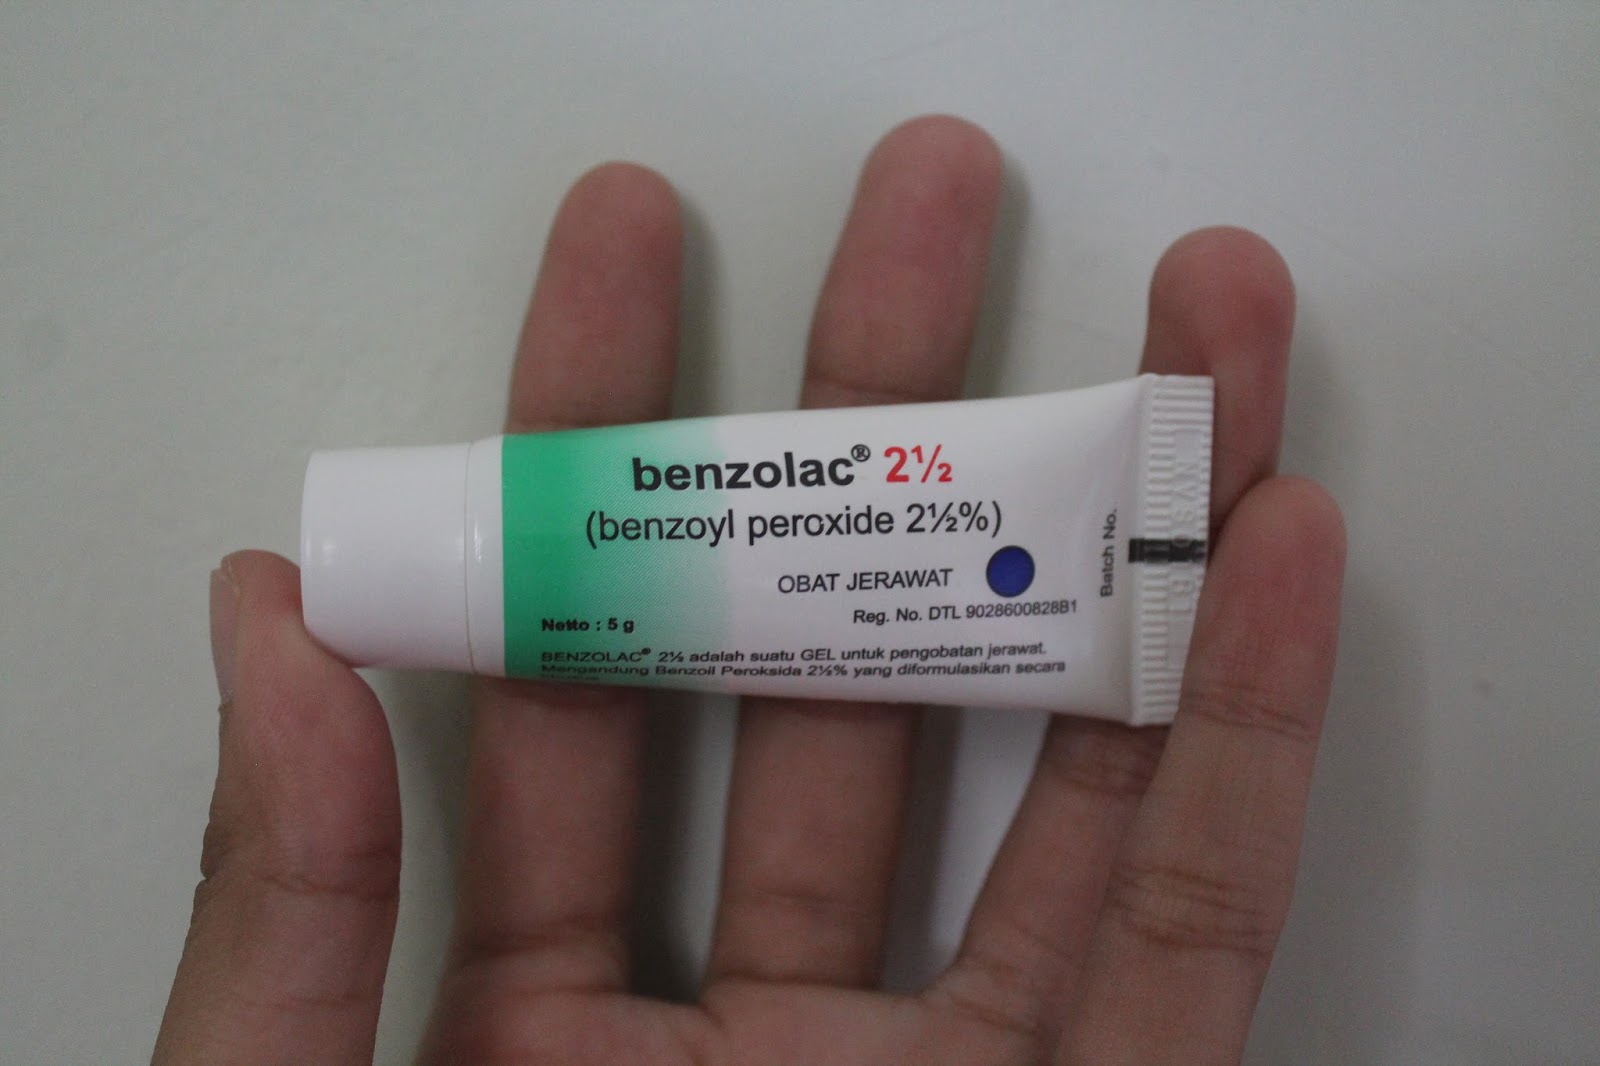 benzolac® 2½
(benzoyl peroxide 2½%)
OBAT JERAWAT
Reg. No. DTL 9028600828B1
Netto : 5 g
BENZOLAC® 2½ adalah suatu GEL untuk pengobatan jerawat.
Mengandung Benzoil Peroksida 2½% yang diformulasikan secara
Batch No.